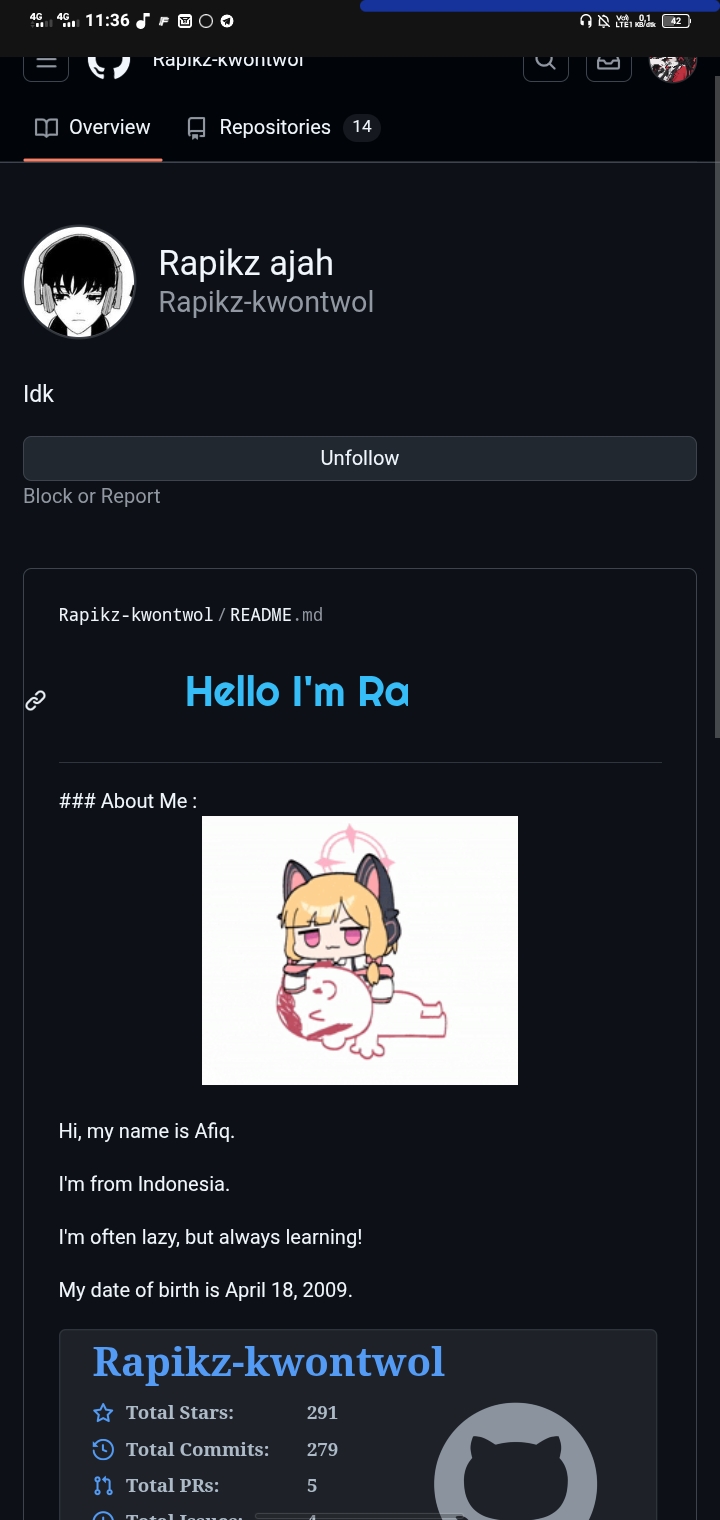 4G 4G 11:36 LTE1 KB/dtk 0,1 42
Rapikz-kwontwol
Overview
Repositories 14
Rapikz ajah
Rapikz-kwontwol
Idk
Unfollow
Block or Report
Rapikz-kwontwol / README.md
Hello I'm Ra
### About Me :
Hi, my name is Afiq.
I'm from Indonesia.
I'm often lazy, but always learning!
My date of birth is April 18, 2009.
Rapikz-kwontwol
Total Stars: 291
Total Commits: 279
Total PRs: 5
Total Issues: 4